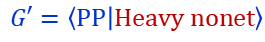 G′ = ⟨PP|Heavy nonet⟩